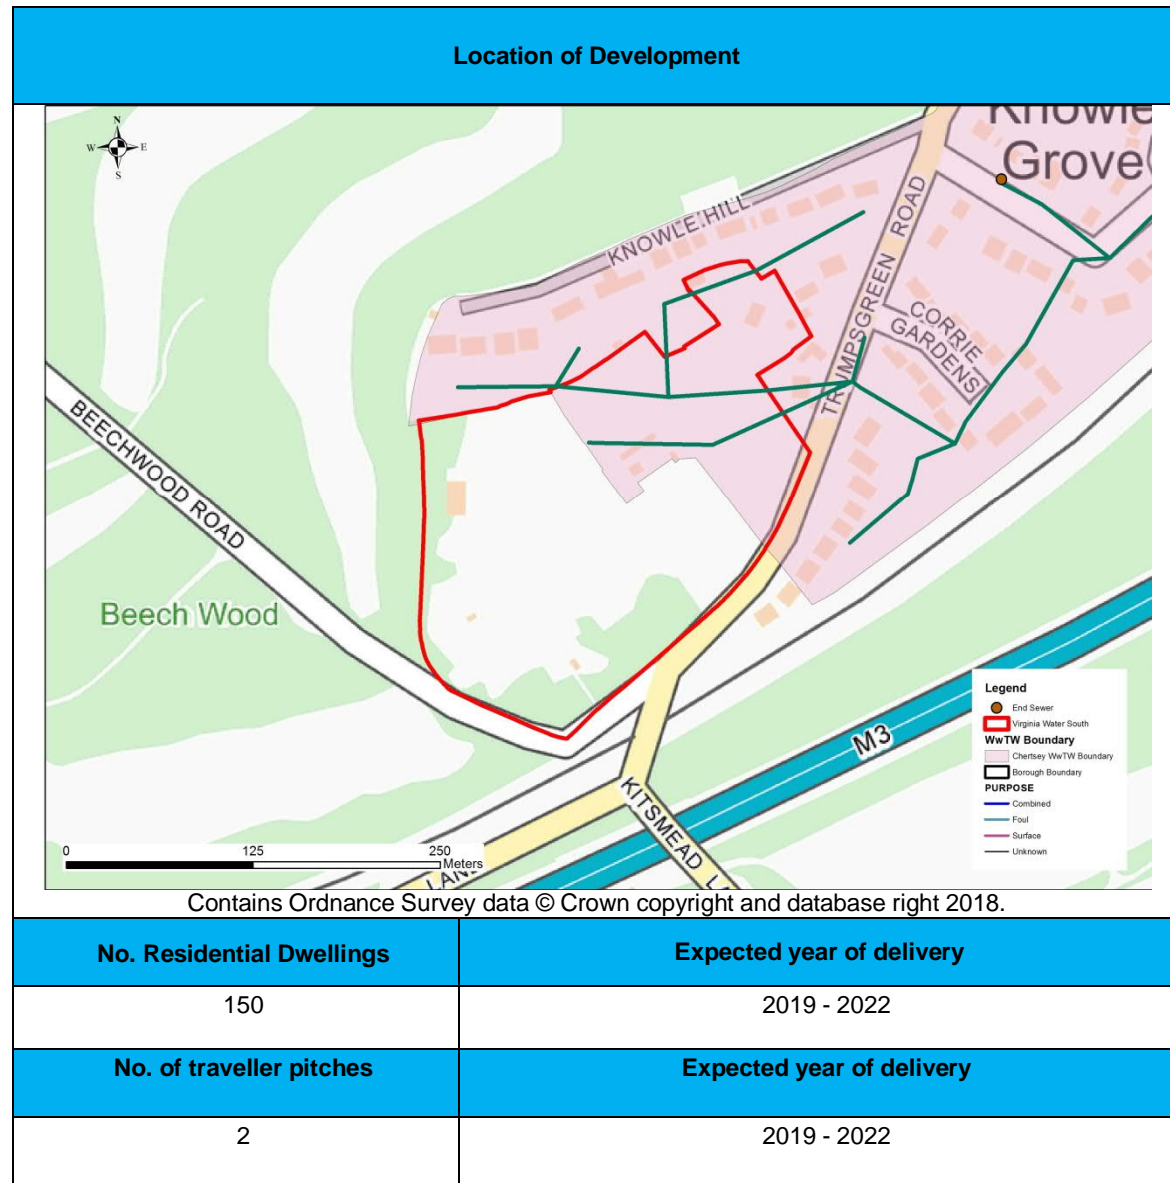 Location of Development
N
W E
S
Knowle
Grove
KNOWLE HILL
TRUMPSGREEN ROAD
CORRIE
GARDENS
BEECHWOOD ROAD
Beech Wood
M3
KITSMEAD
Legend
End Sewer
Virginia Water South
WwTW Boundary
Chertsey WwTW Boundary
Borough Boundary
PURPOSE
Combined
Foul
Surface
Unknown
0 125 250
Meters
Contains Ordnance Survey data © Crown copyright and database right 2018.
No. Residential Dwellings Expected year of delivery
150 2019 - 2022
No. of traveller pitches Expected year of delivery
2 2019 - 2022